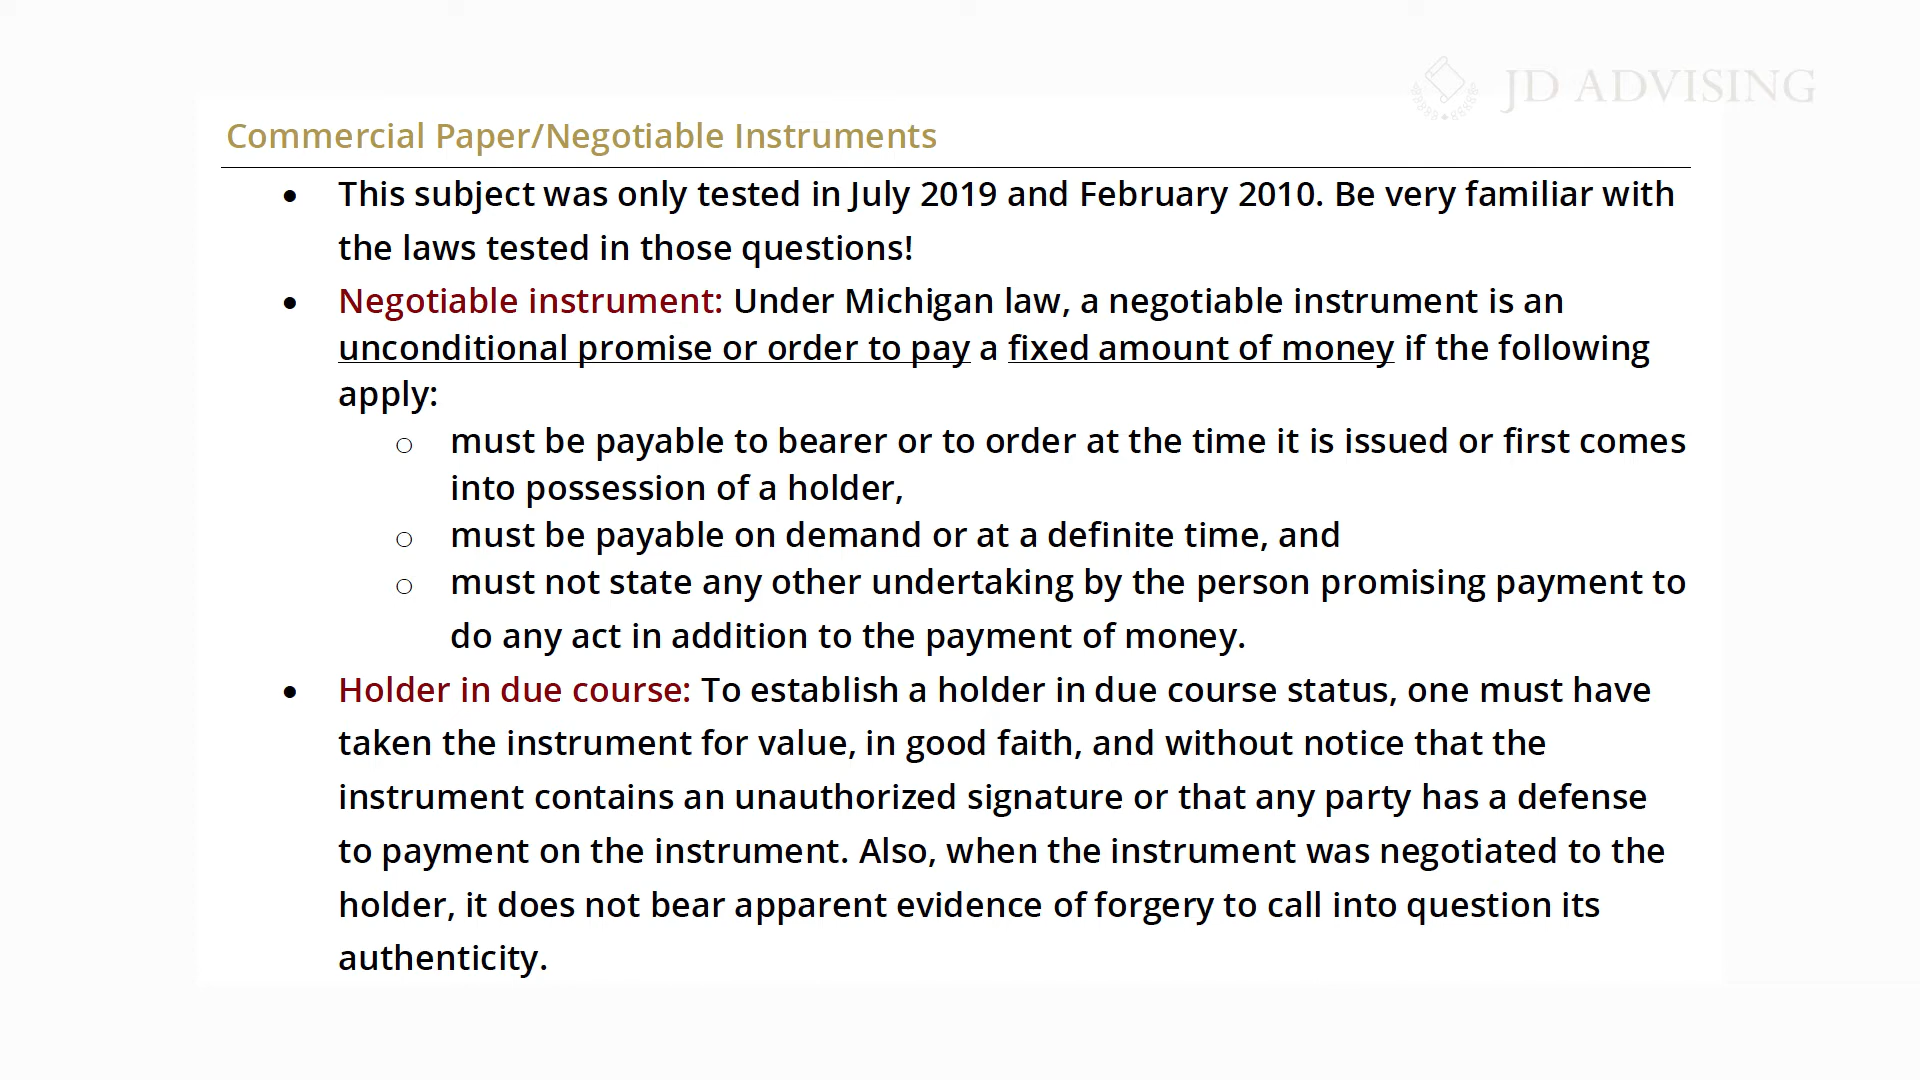 JD ADVISING
Commercial Paper/Negotiable Instruments
• This subject was only tested in July 2019 and February 2010. Be very familiar with
the laws tested in those questions!
• Negotiable instrument: Under Michigan law, a negotiable instrument is an
unconditional promise or order to pay a fixed amount of money if the following
apply:
○ must be payable to bearer or to order at the time it is issued or first comes
into possession of a holder,
○ must be payable on demand or at a definite time, and
○ must not state any other undertaking by the person promising payment to
do any act in addition to the payment of money.
• Holder in due course: To establish a holder in due course status, one must have
taken the instrument for value, in good faith, and without notice that the
instrument contains an unauthorized signature or that any party has a defense
to payment on the instrument. Also, when the instrument was negotiated to the
holder, it does not bear apparent evidence of forgery to call into question its
authenticity.